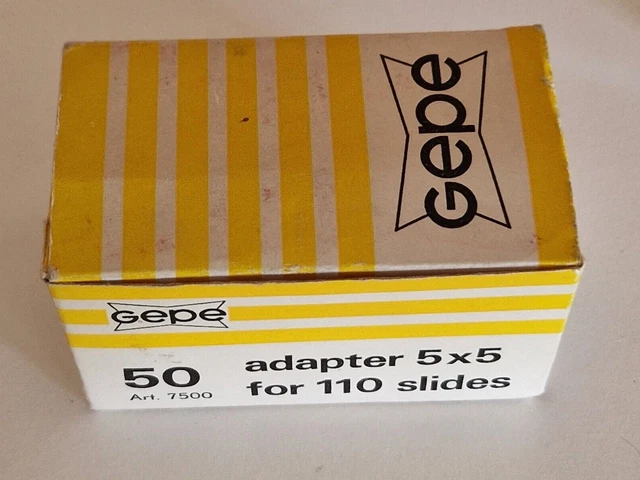 Gepe
Gepe
50
Art. 7500
adapter 5x5
for 110 slides